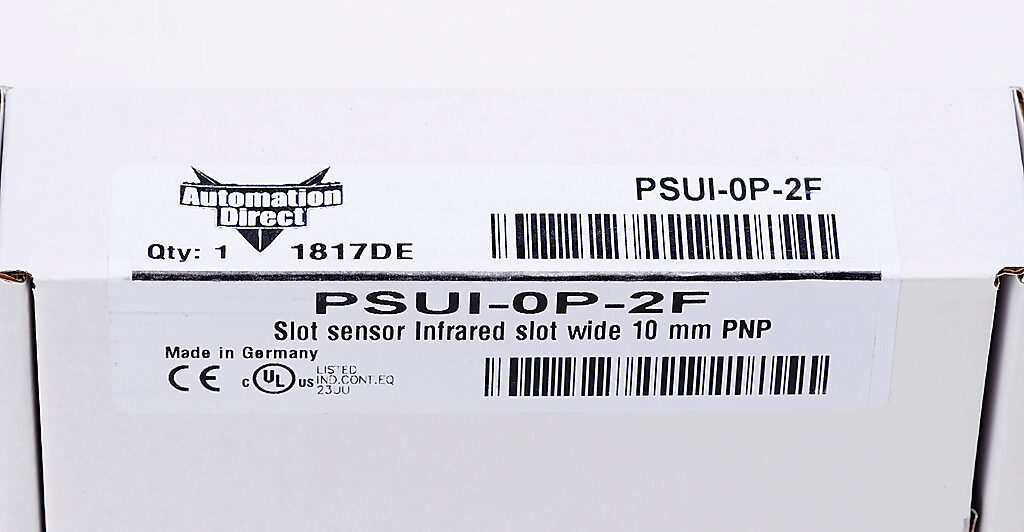 Automation
Direct
PSUI-0P-2F
Qty: 1 1817DE
PSUI-0P-2F
Slot sensor Infrared slot wide 10 mm PNP
Made in Germany
CE c UL us LISTED
IND.CONT.EQ
23UU